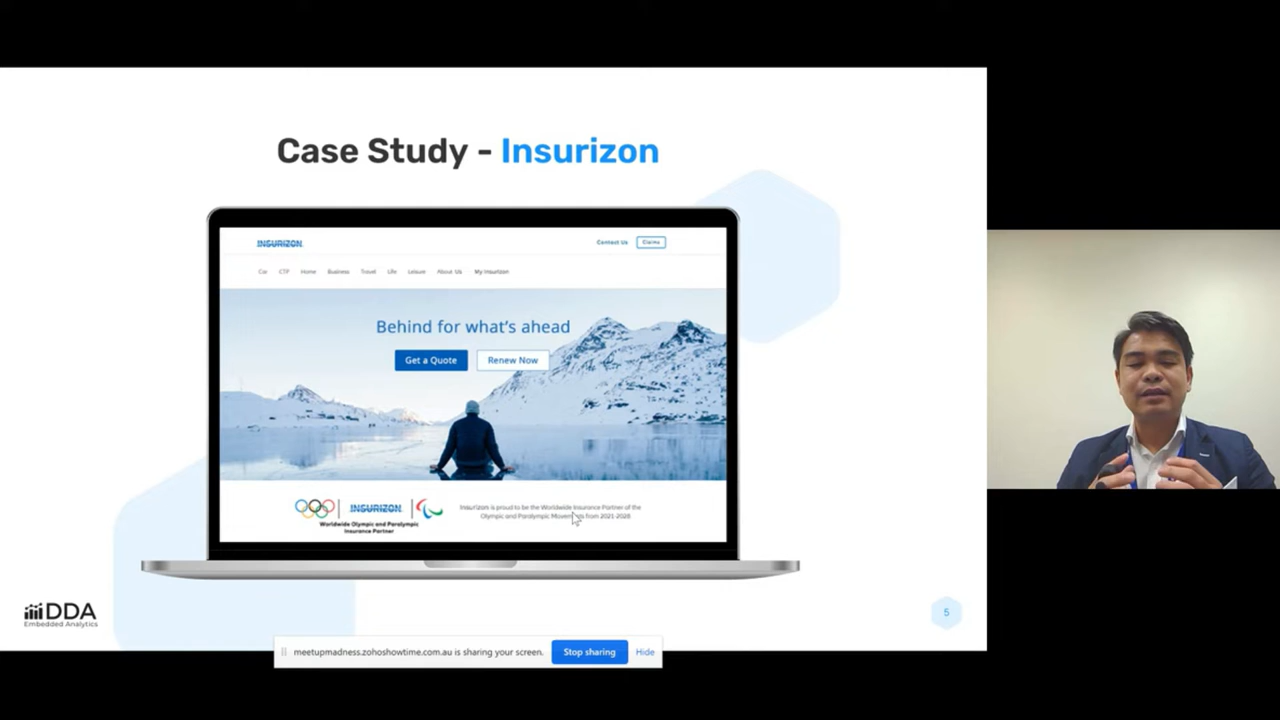 Case Study - Insurizon
INSURIZON
Contact Us
Claims
Car CTP Home Business Travel Life Leisure About Us My Insurizon
Behind for what's ahead
Get a Quote
Renew Now
INSURIZON
Worldwide Olympic and Paralympic
Insurance Partner
Insurizon is proud to be the Worldwide Insurance Partner of the
Olympic and Paralympic Movements from 2021-2028
DDA
Embedded Analytics
5
meetupmadness.zohoshowtime.com.au is sharing your screen.
Stop sharing
Hide